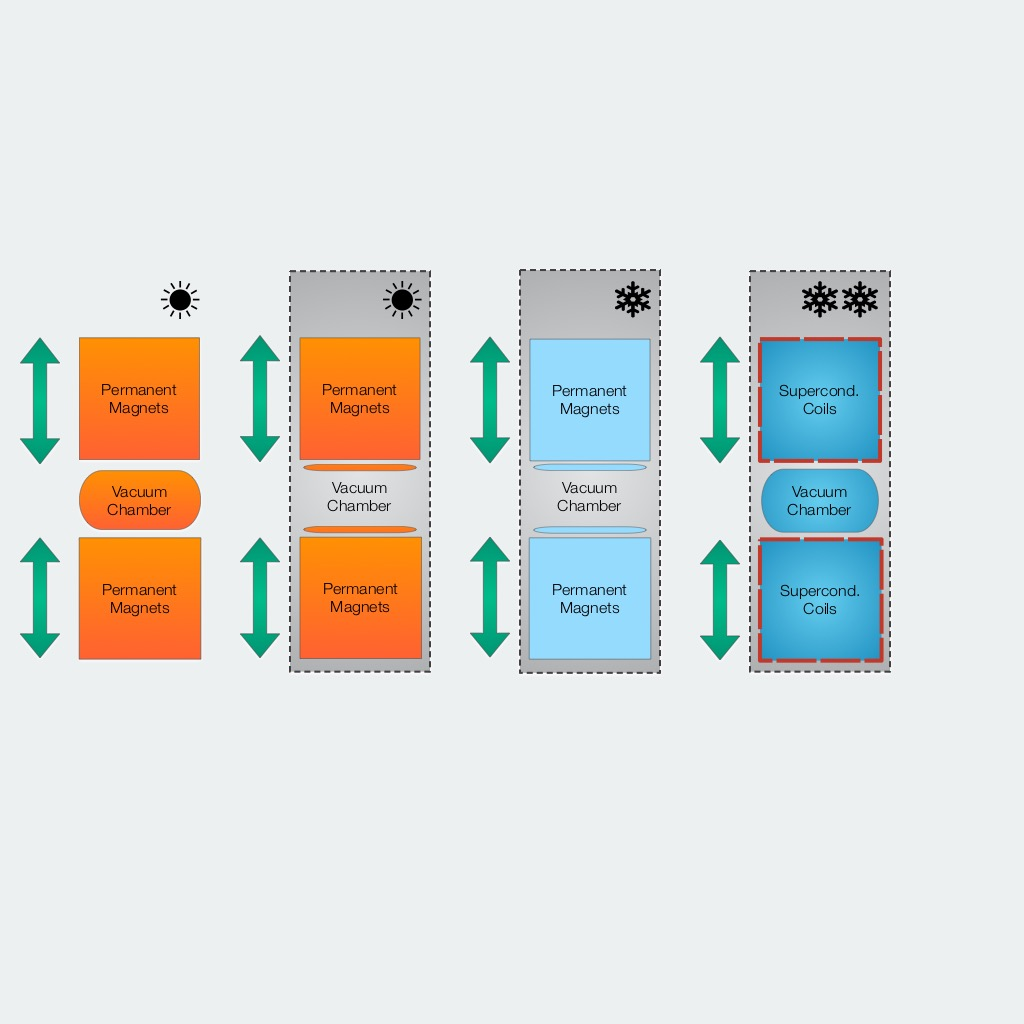 Permanent
Magnets
Vacuum
Chamber
Permanent
Magnets
Permanent
Magnets
Vacuum
Chamber
Permanent
Magnets
Permanent
Magnets
Vacuum
Chamber
Permanent
Magnets
Supercond.
Coils
Vacuum
Chamber
Supercond.
Coils